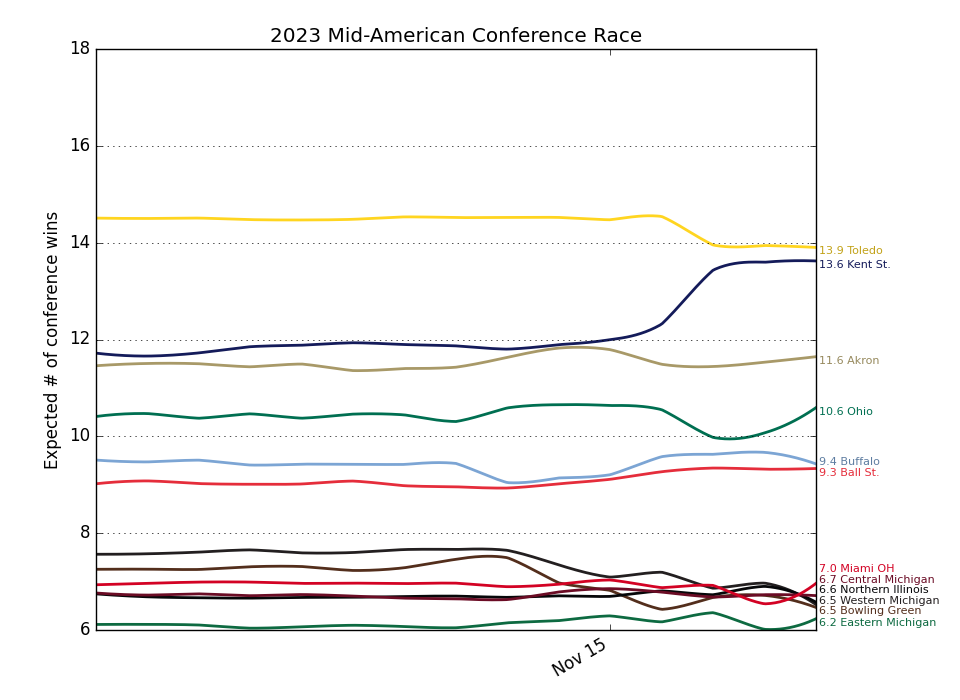 2023 Mid-American Conference Race
Expected # of conference wins
18
16
14
12
10
8
6
Nov 15
13.9 Toledo
13.6 Kent St.
11.6 Akron
10.6 Ohio
9.4 Buffalo
9.3 Ball St.
7.0 Miami OH
6.7 Central Michigan
6.6 Northern Illinois
6.5 Western Michigan
6.5 Bowling Green
6.2 Eastern Michigan